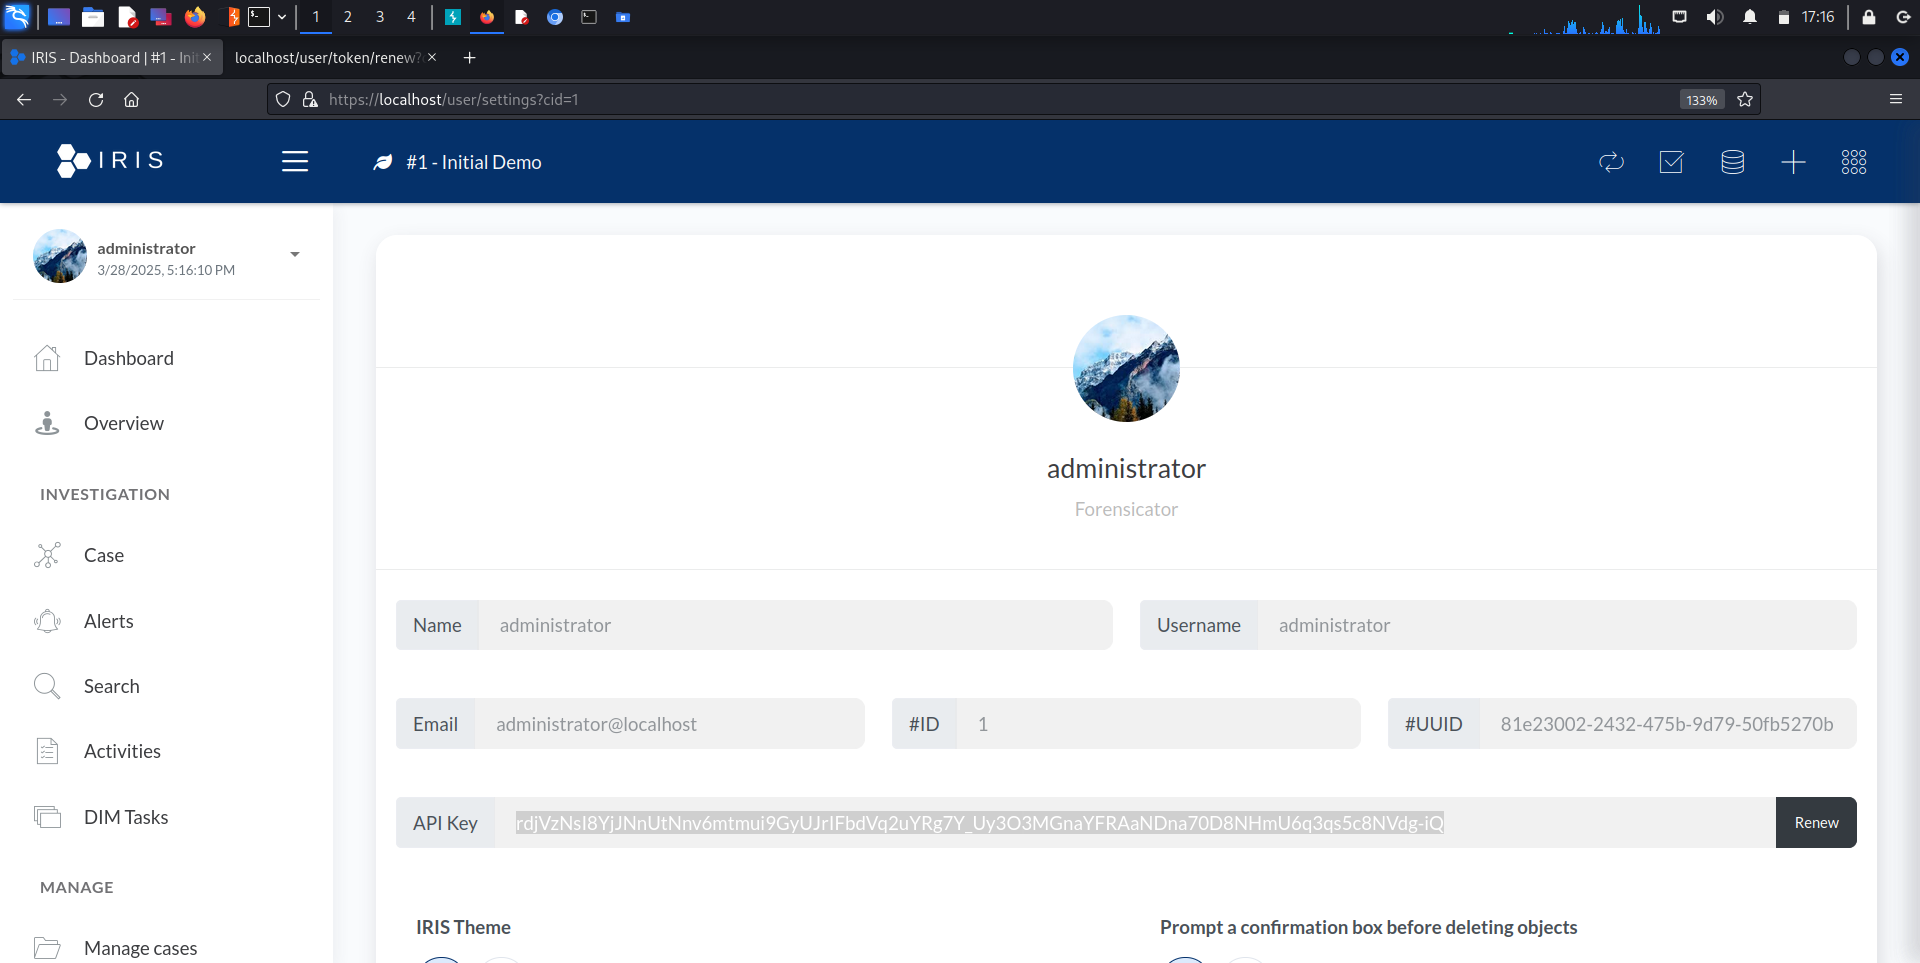 1 2 3 4 17:16
IRIS - Dashboard | #1 - Ini
localhost/user/token/renew?c
https://localhost/user/settings?cid=1 133%
IRIS #1 - Initial Demo
administrator
3/28/2025, 5:16:10 PM
Dashboard
Overview
INVESTIGATION
Case
Alerts
Search
Activities
DIM Tasks
MANAGE
Manage cases
administrator
Forensicator
Name administrator Username administrator
Email administrator@localhost #ID 1 #UUID 81e23002-2432-475b-9d79-50fb5270b
API Key rdjVzNsI8YjJNnUtNnv6mtmui9GyUJrIFbdVq2uYRg7Y_Uy3O3MGnaYFRAaNDna70D8NHmU6q3qs5c8NVdg-iQ Renew
IRIS Theme Prompt a confirmation box before deleting objects